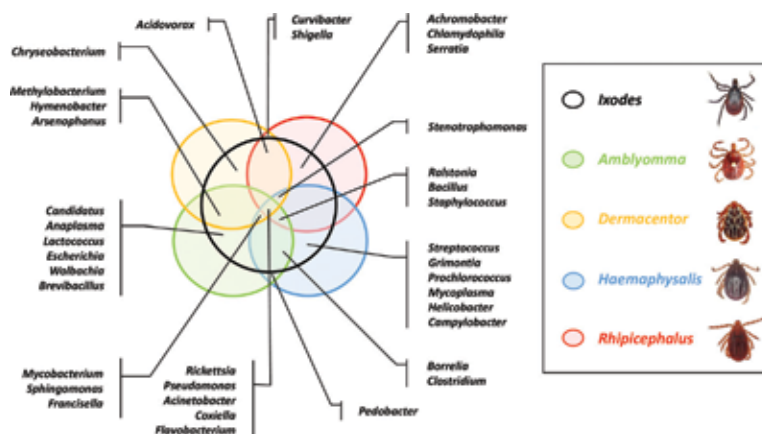 Acidovorax
Curvibacter
Shigella
Achromobacter
Chlamydophila
Serratia
Chryseobacterium
Methylobacterium
Hymenobacter
Arsenophonus
Stenotrophomonas
Ralstonia
Bacillus
Staphylococcus
Candidatus
Anaplasma
Lactococcus
Escherichia
Wolbachia
Brevibacillus
Streptococcus
Grimontia
Prochlorococcus
Mycoplasma
Helicobacter
Campylobacter
Mycobacterium
Sphingomonas
Francisella
Rickettsia
Pseudomonas
Acinetobacter
Coxiella
Flavobacterium
Borrelia
Clostridium
Pedobacter
Ixodes
Amblyomma
Dermacentor
Haemaphysalis
Rhipicephalus